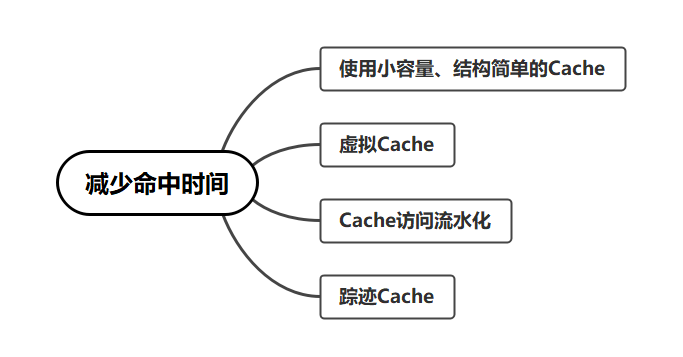 减少命中时间
使用小容量、结构简单的Cache
虚拟Cache
Cache访问流水化
踪迹Cache